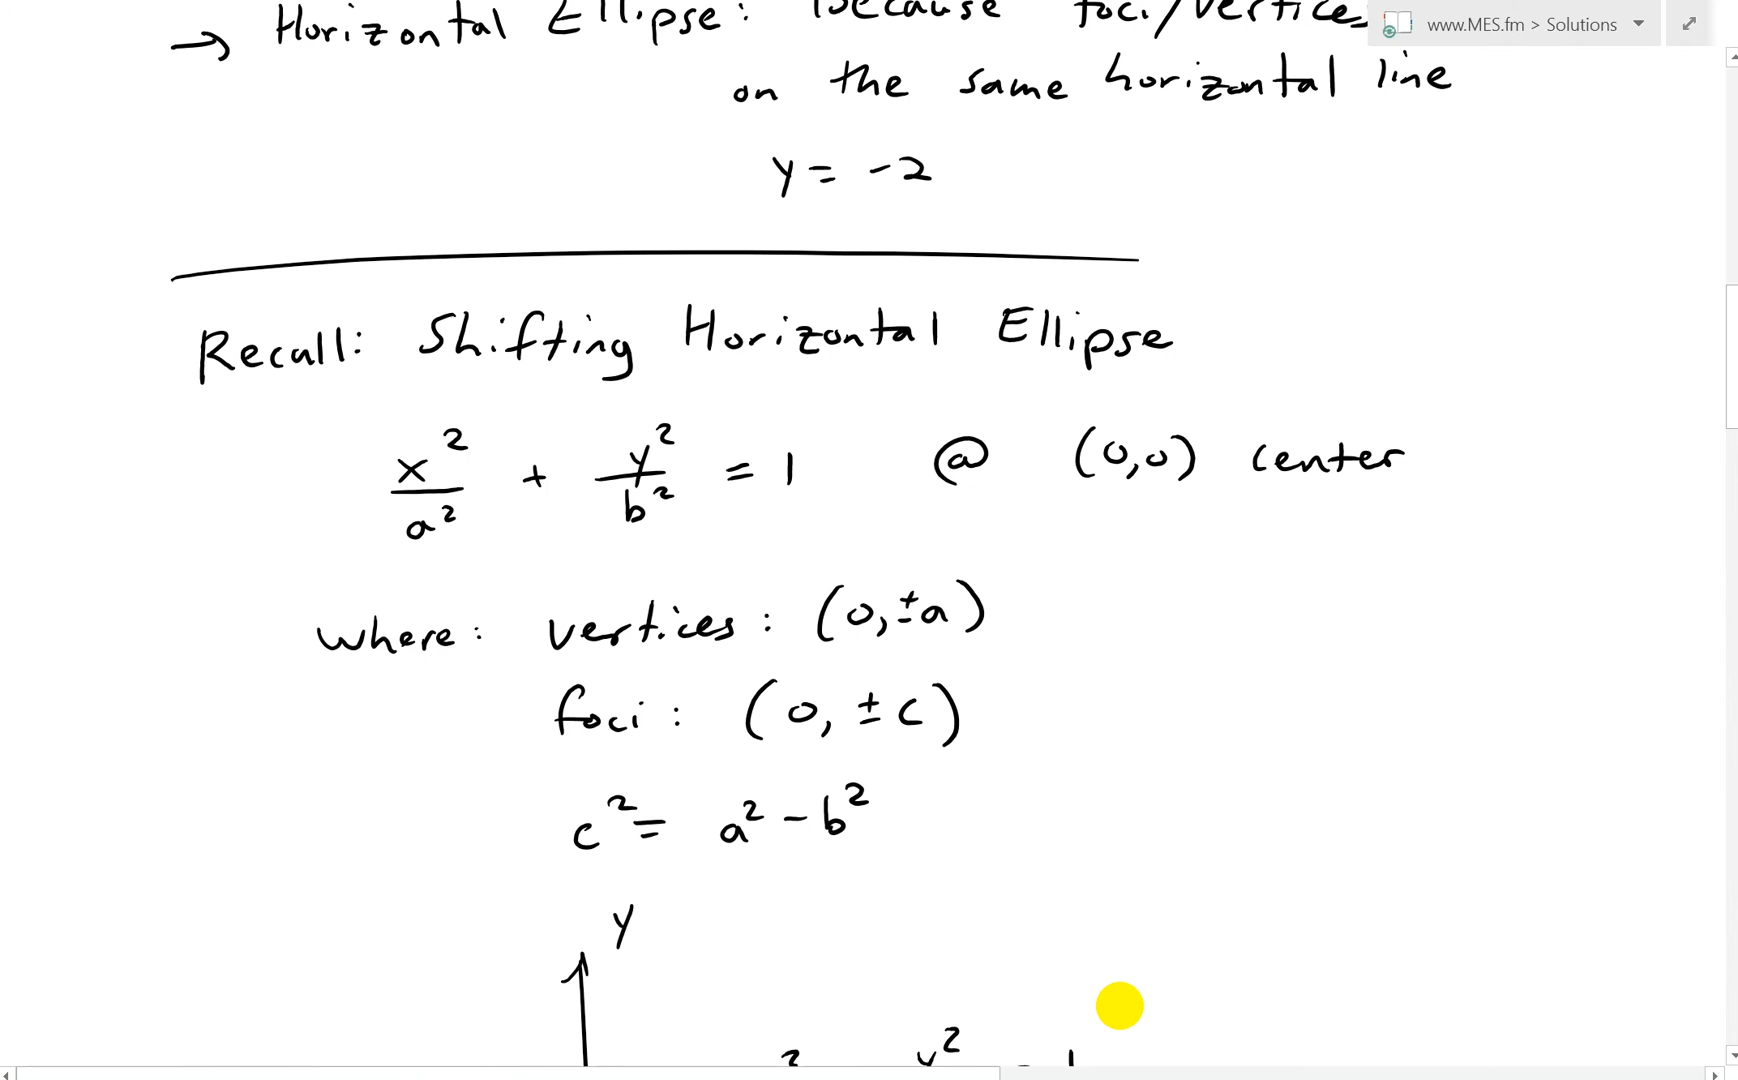 www.MES.fm > Solutions
→ Horizontal Ellipse: because foci/vertices
on the same horizontal line
y = -2
Recall: Shifting Horizontal Ellipse
x²/a² + y²/b² = 1 @ (0,0) center
where: vertices: (0, ±a)
foci: (0, ±c)
c² = a² - b²
y